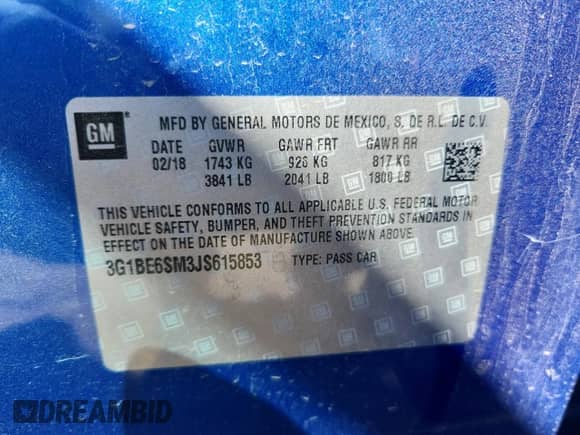 GM
MFD BY GENERAL MOTORS DE MEXICO, S. DE R.L. DE C.V.
DATE GVWR GAWR FRT GAWR RR
02/18 1743 KG 926 KG 817 KG
3841 LB 2041 LB 1800 LB
THIS VEHICLE CONFORMS TO ALL APPLICABLE U.S. FEDERAL MOTOR
VEHICLE SAFETY, BUMPER, AND THEFT PREVENTION STANDARDS IN
EFFECT ON THE DATE OF MANUFACTURE SHOWN ABOVE.
3G1BE6SM3JS615853 TYPE: PASS CAR
DREAMBID